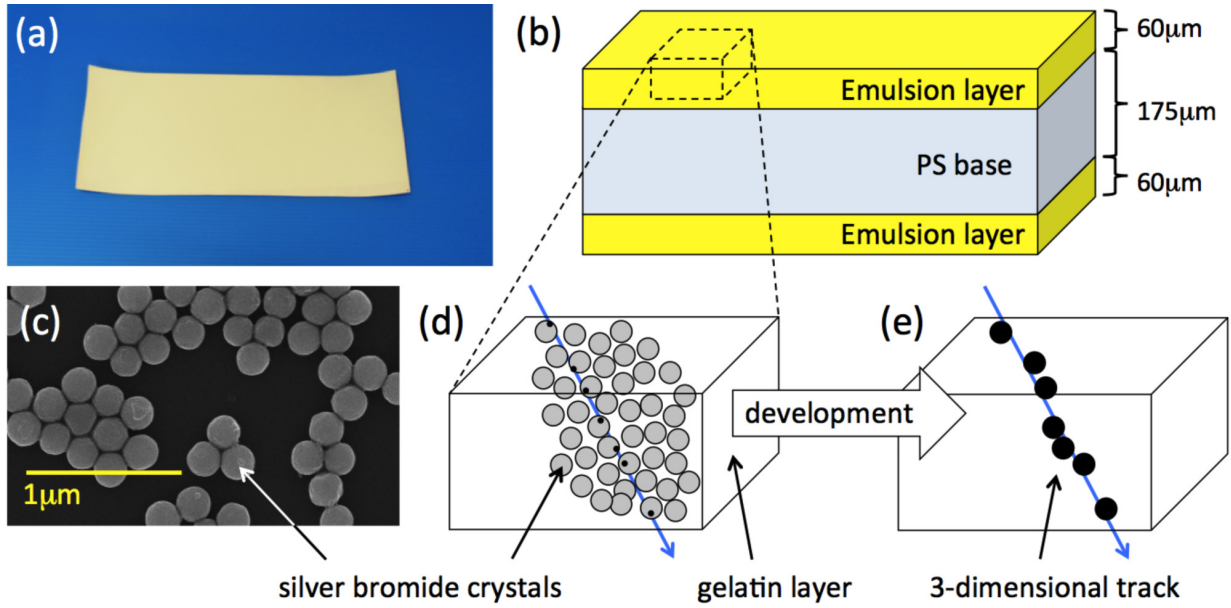 (a)
(b)
60μm
Emulsion layer
175μm
PS base
60μm
Emulsion layer
(c)
1μm
(d)
(e)
development
silver bromide crystals
gelatin layer
3-dimensional track